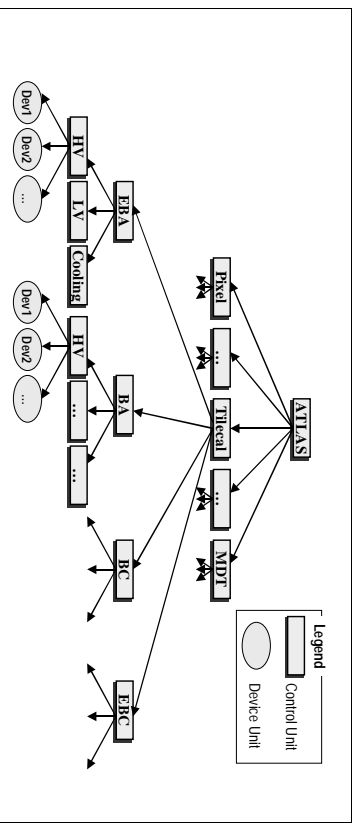 ATLAS
Pixel
...
Tilecal
...
MDT
EBA
BA
BC
EBC
HV
LV
Cooling
HV
...
...
Dev1
Dev2
...
Dev1
Dev2
...
Legend
Control Unit
Device Unit